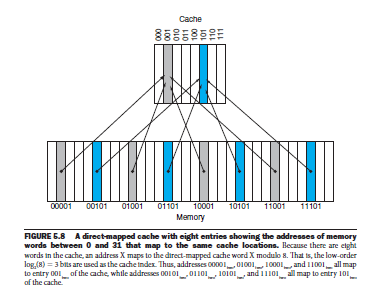 Cache
000 001 010 011 100 101 110 111
00001 00101 01001 01101 10001 10101 11001 11101
Memory
FIGURE 5.8 A direct-mapped cache with eight entries showing the addresses of memory
words between 0 and 31 that map to the same cache locations. Because there are eight
words in the cache, an address X maps to the direct-mapped cache word X modulo 8. That is, the low-order
log₂(8) = 3 bits are used as the cache index. Thus, addresses 00001two, 01001two, 10001two, and 11001two all map
to entry 001two of the cache, while addresses 00101two, 01101two, 10101two, and 11101two all map to entry 101two
of the cache.